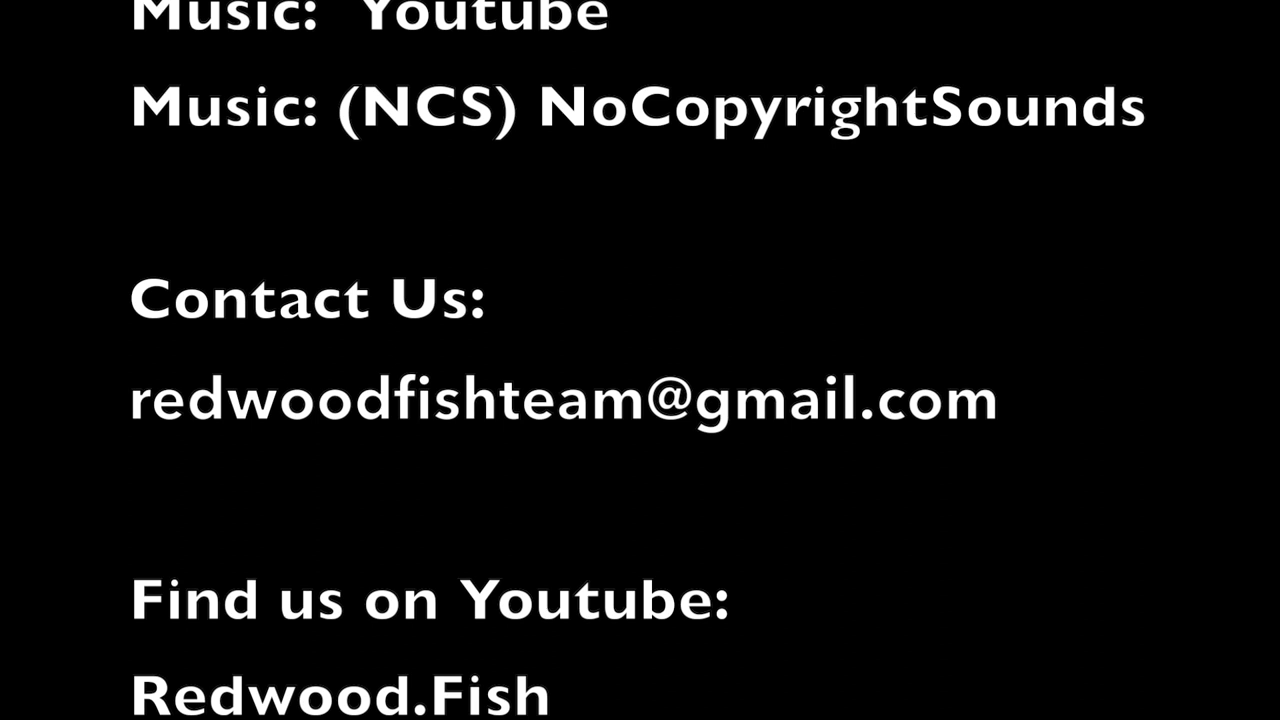 Music: Youtube
Music: (NCS) NoCopyrightSounds
Contact Us:
redwoodfishteam@gmail.com
Find us on Youtube:
Redwood.Fish